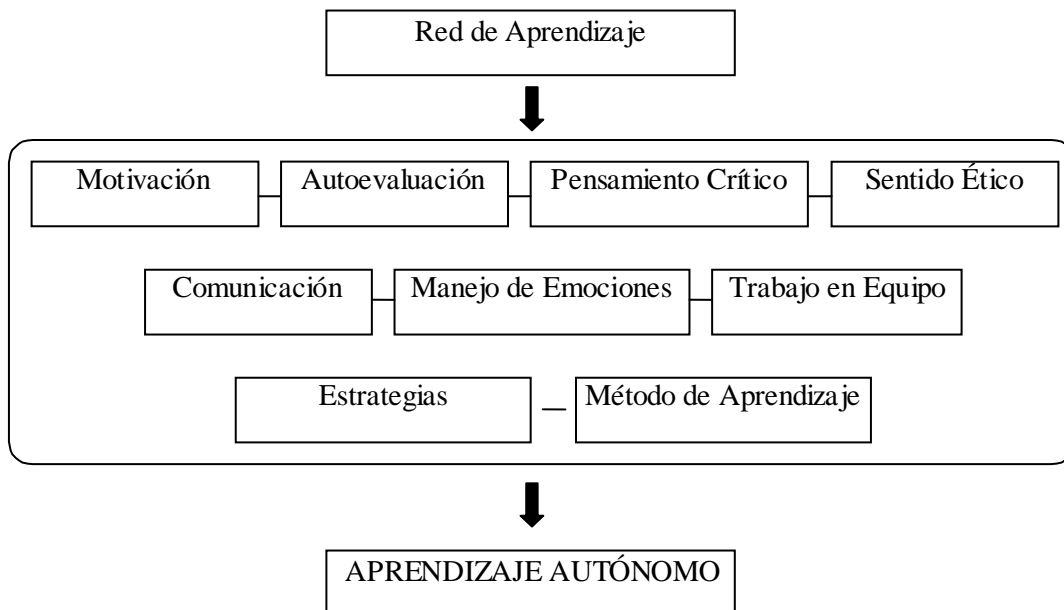 Red de Aprendizaje
Motivación Autoevaluación Pensamiento Crítico Sentido Ético
Comunicación Manejo de Emociones Trabajo en Equipo
Estrategias Método de Aprendizaje
APRENDIZAJE AUTÓNOMO